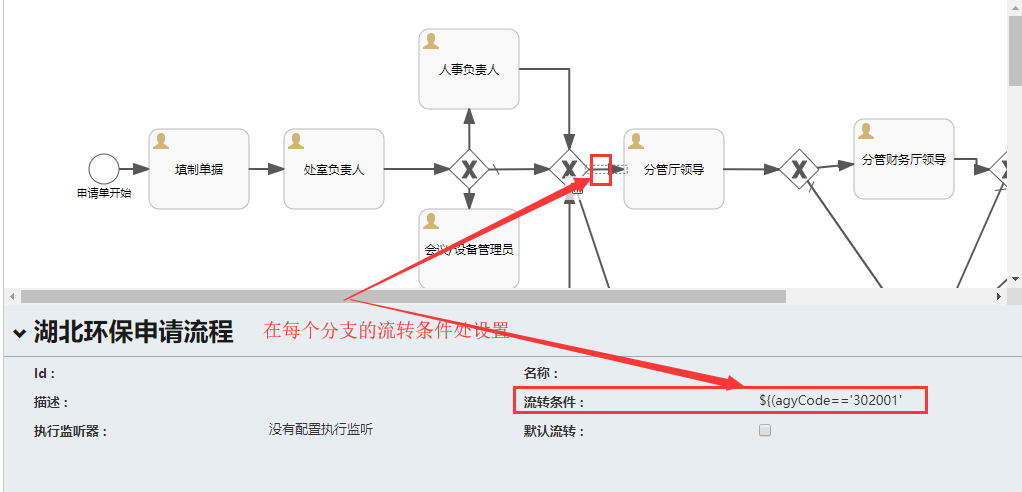 人事负责人
申请单开始
填制单据
处室负责人
分管厅领导
分管财务厅领导
会议/设备管理员
湖北环保申请流程
在每个分支的流转条件处设置
Id：
名称：
描述：
流转条件：
${(agyCode=='302001'
执行监听器：
没有配置执行监听
默认流转：